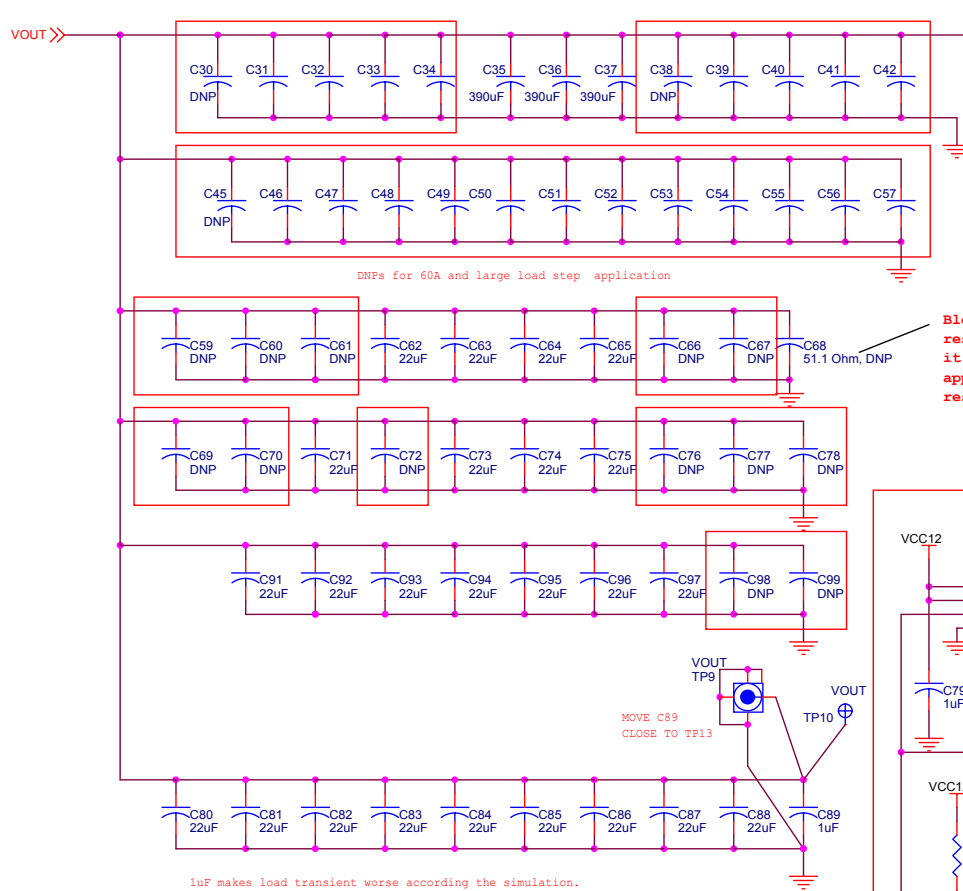 VOUT
C30 C31 C32 C33 C34 C35 C36 C37 C38 C39 C40 C41 C42
DNP 390uF 390uF 390uF DNP
C45 C46 C47 C48 C49 C50 C51 C52 C53 C54 C55 C56 C57
DNP
DNPs for 60A and large load step application
C59 C60 C61 C62 C63 C64 C65 C66 C67 C68
DNP DNP DNP 22uF 22uF 22uF 22uF DNP DNP 51.1 Ohm, DNP
it
C69 C70 C71 C72 C73 C74 C75 C76 C77 C78
DNP DNP 22uF DNP 22uF 22uF 22uF DNP DNP DNP
VCC12
C91 C92 C93 C94 C95 C96 C97 C98 C99
22uF 22uF 22uF 22uF 22uF 22uF 22uF DNP DNP
VOUT
TP9
VOUT
TP10
C79
1uF
MOVE C89
CLOSE TO TP13
C80 C81 C82 C83 C84 C85 C86 C87 C88 C89
22uF 22uF 22uF 22uF 22uF 22uF 22uF 22uF 22uF 1uF
1uF makes load transient worse according the simulation.